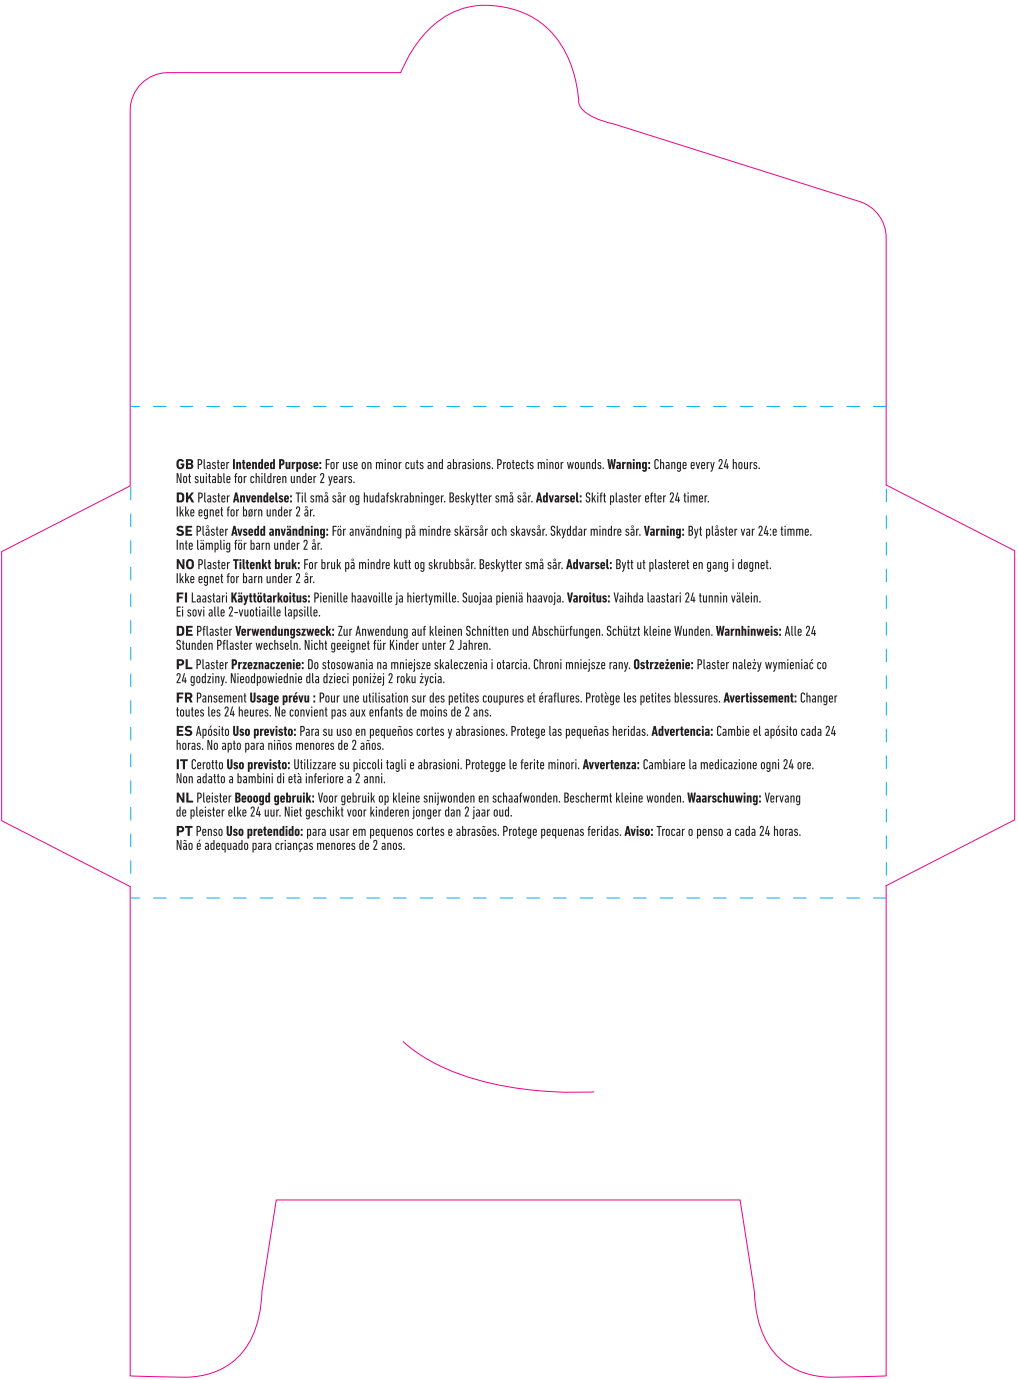 GB Plaster Intended Purpose: For use on minor cuts and abrasions. Protects minor wounds. Warning: Change every 24 hours.
Not suitable for children under 2 years.
DK Plaster Anvendelse: Til små sår og hudafskrabninger. Beskytter små sår. Advarsel: Skift plaster efter 24 timer.
Ikke egnet for børn under 2 år.
SE Plåster Avsedd användning: För användning på mindre skärsår och skavsår. Skyddar mindre sår. Varning: Byt plåster var 24:e timme.
Inte lämplig för barn under 2 år.
NO Plaster Tiltenkt bruk: For bruk på mindre kutt og skrubbsår. Beskytter små sår. Advarsel: Bytt ut plasteret en gang i døgnet.
Ikke egnet for barn under 2 år.
FI Laastari Käyttötarkoitus: Pienille haavoille ja hiertymille. Suojaa pieniä haavoja. Varoitus: Vaihda laastari 24 tunnin välein.
Ei sovi alle 2-vuotiaille lapsille.
DE Pflaster Verwendungszweck: Zur Anwendung auf kleinen Schnitten und Abschürfungen. Schützt kleine Wunden. Warnhinweis: Alle 24
Stunden Pflaster wechseln. Nicht geeignet für Kinder unter 2 Jahren.
PL Plaster Przeznaczenie: Do stosowania na mniejsze skaleczenia i otarcia. Chroni mniejsze rany. Ostrzeżenie: Plaster należy wymieniać co
24 godziny. Nieodpowiednie dla dzieci poniżej 2 roku życia.
FR Pansement Usage prévu : Pour une utilisation sur des petites coupures et éraflures. Protège les petites blessures. Avertissement: Changer
toutes les 24 heures. Ne convient pas aux enfants de moins de 2 ans.
ES Apósito Uso previsto: Para su uso en pequeños cortes y abrasiones. Protege las pequeñas heridas. Advertencia: Cambie el apósito cada 24
horas. No apto para niños menores de 2 años.
IT Cerotto Uso previsto: Utilizzare su piccoli tagli e abrasioni. Protegge le ferite minori. Avvertenza: Cambiare la medicazione ogni 24 ore.
Non adatto a bambini di età inferiore a 2 anni.
NL Pleister Beoogd gebruik: Voor gebruik op kleine snijwonden en schaafwonden. Beschermt kleine wonden. Waarschuwing: Vervang
de pleister elke 24 uur. Niet geschikt voor kinderen jonger dan 2 jaar oud.
PT Penso Uso pretendido: para usar em pequenos cortes e abrasões. Protege pequenas feridas. Aviso: Trocar o penso a cada 24 horas.
Não é adequado para crianças menores de 2 anos.